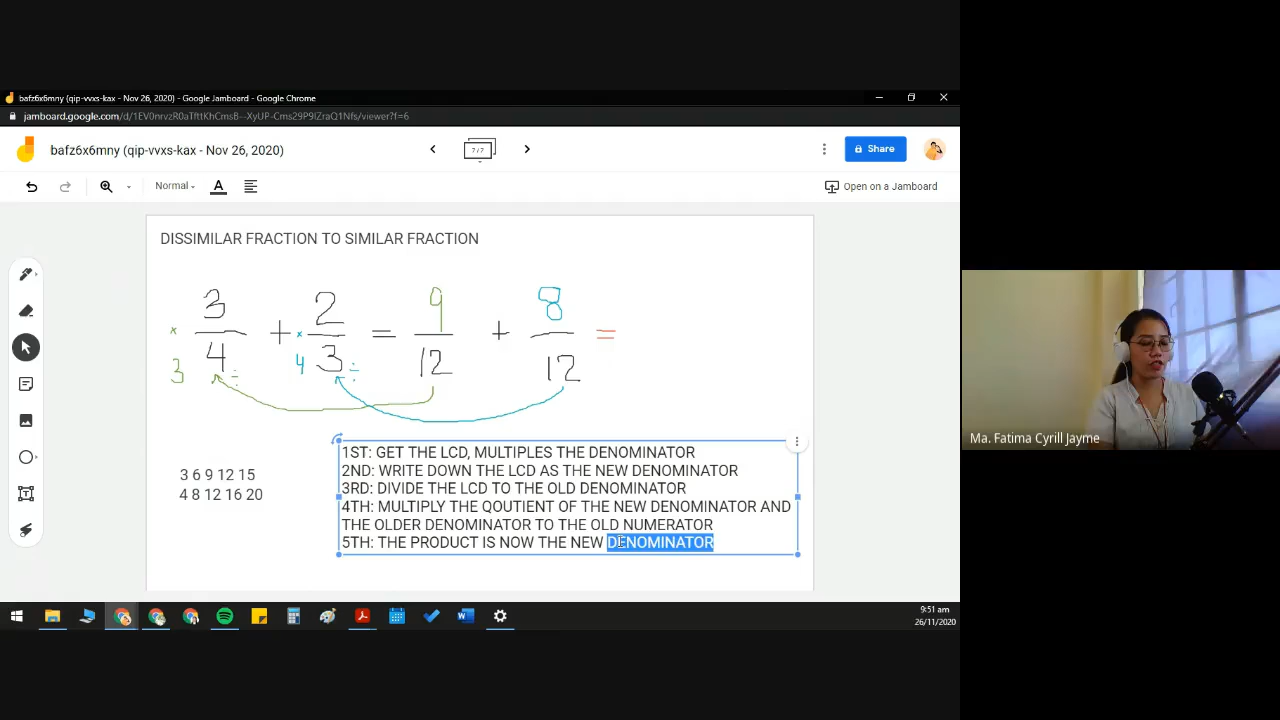 bafz6x6mny (qip-vvxs-kax - Nov 26, 2020) - Google Jamboard - Google Chrome
bafz6x6mny (qip-vvxs-kax - Nov 26, 2020)
7 / 7
Share
Normal
A
Open on a Jamboard
DISSIMILAR FRACTION TO SIMILAR FRACTION
3 2 9 8
× + × = + =
3 4 4 3 ÷ 12 12
÷
1ST: GET THE LCD, MULTIPLES THE DENOMINATOR
2ND: WRITE DOWN THE LCD AS THE NEW DENOMINATOR
3RD: DIVIDE THE LCD TO THE OLD DENOMINATOR
4TH: MULTIPLY THE QOUTIENT OF THE NEW DENOMINATOR AND
THE OLDER DENOMINATOR TO THE OLD NUMERATOR
5TH: THE PRODUCT IS NOW THE NEW DENOMINATOR
3 6 9 12 15
4 8 12 16 20
Ma. Fatima Cyrill Jayme
9:51 am
26/11/2020